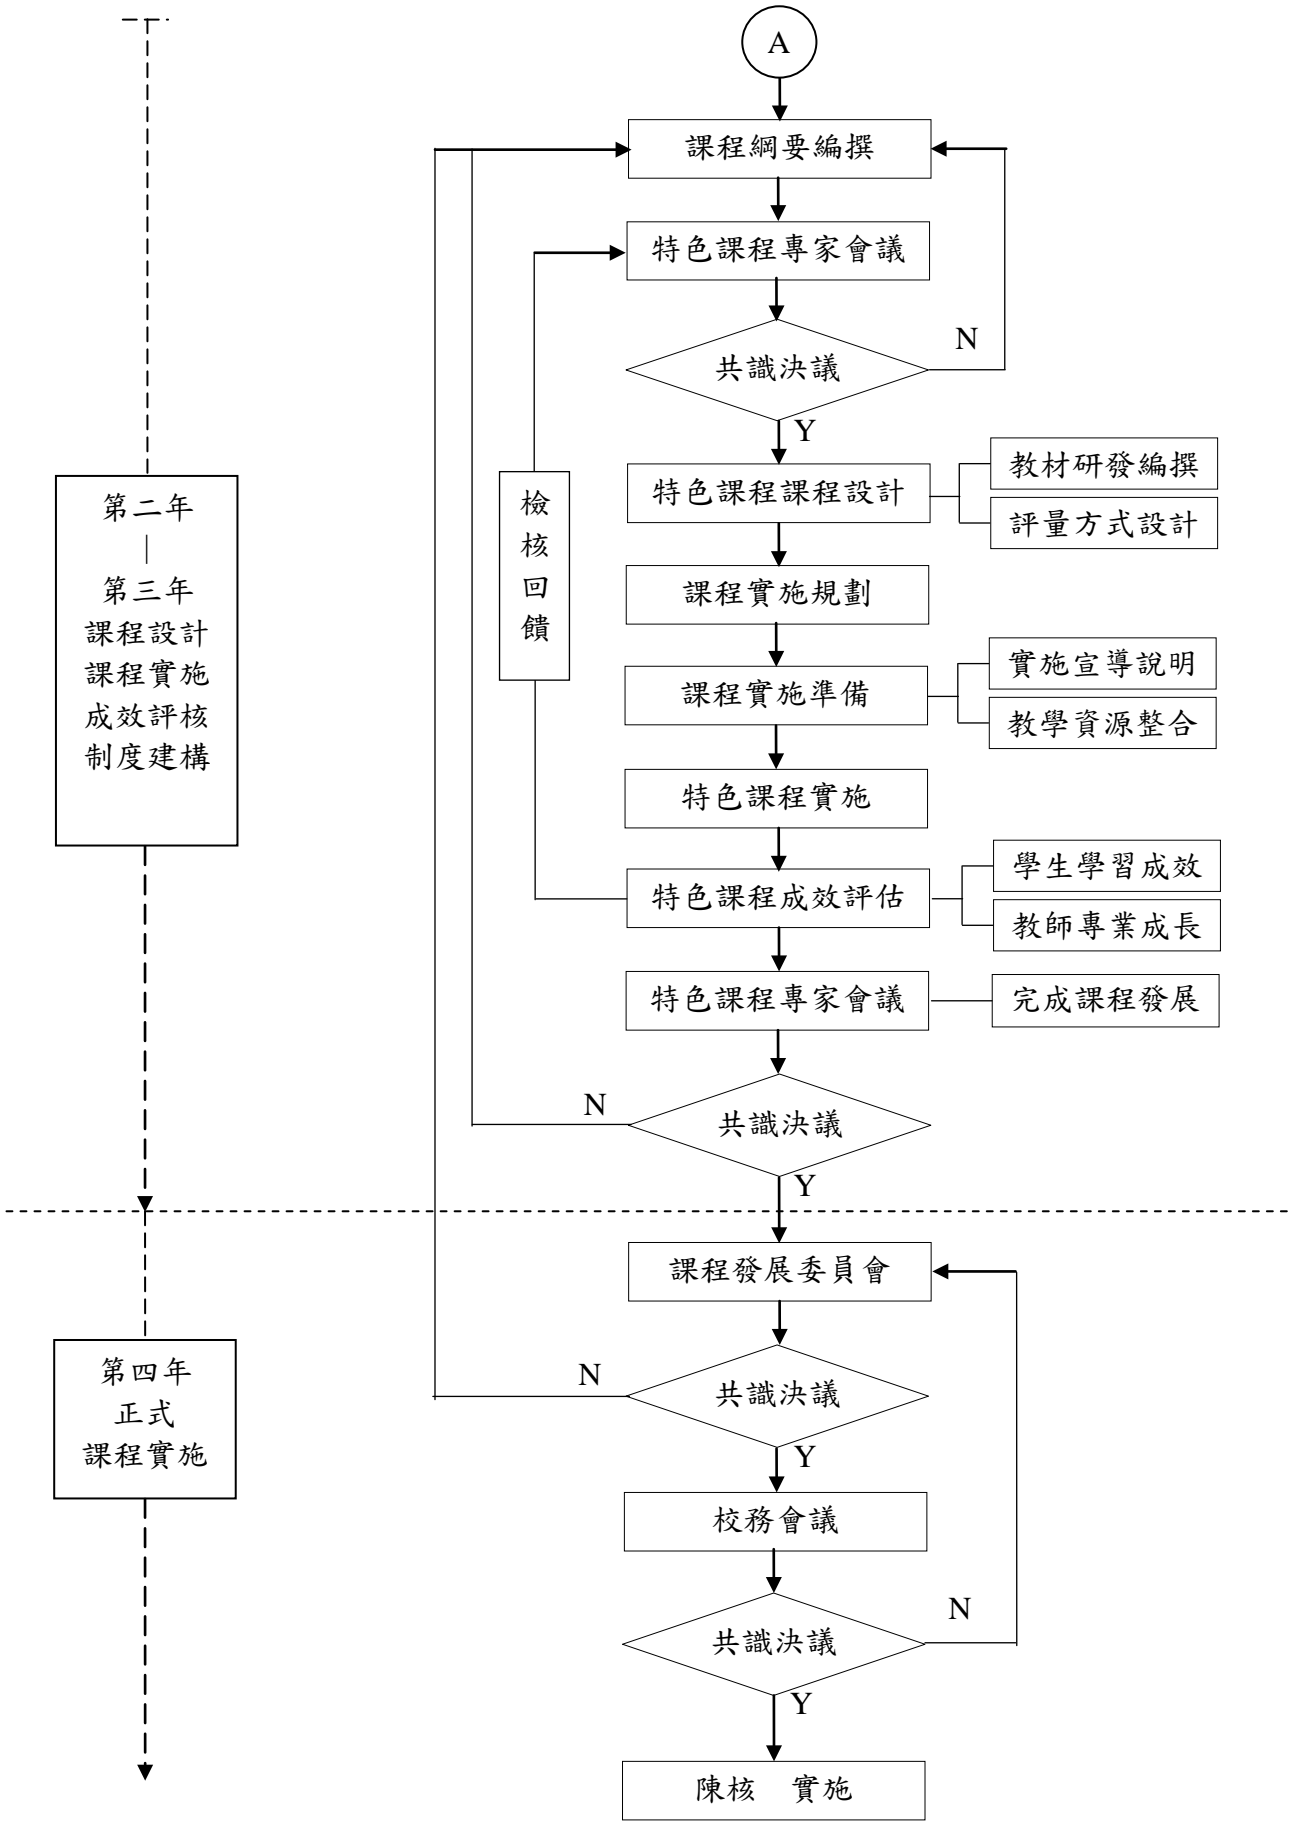 A
課程綱要編撰
特色課程專家會議
共識決議
N
Y
特色課程課程設計
教材研發編撰
評量方式設計
檢
核
回
饋
第二年
|
第三年
課程設計
課程實施
成效評核
制度建構
課程實施規劃
課程實施準備
實施宣導說明
教學資源整合
特色課程實施
特色課程成效評估
學生學習成效
教師專業成長
特色課程專家會議
完成課程發展
N
共識決議
Y
課程發展委員會
N
共識決議
Y
第四年
正式
課程實施
校務會議
共識決議
N
Y
陳核 實施